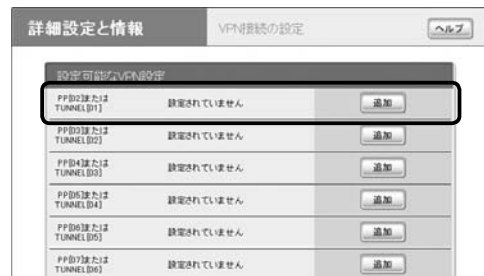 詳細設定と情報
VPN接続の設定
ヘルプ
設定可能なVPN設定
PP[02]または
TUNNEL[01]
設定されていません
追加
PP[03]または
TUNNEL[02]
設定されていません
追加
PP[04]または
TUNNEL[03]
設定されていません
追加
PP[05]または
TUNNEL[04]
設定されていません
追加
PP[06]または
TUNNEL[05]
設定されていません
追加
PP[07]または
TUNNEL[06]
設定されていません
追加